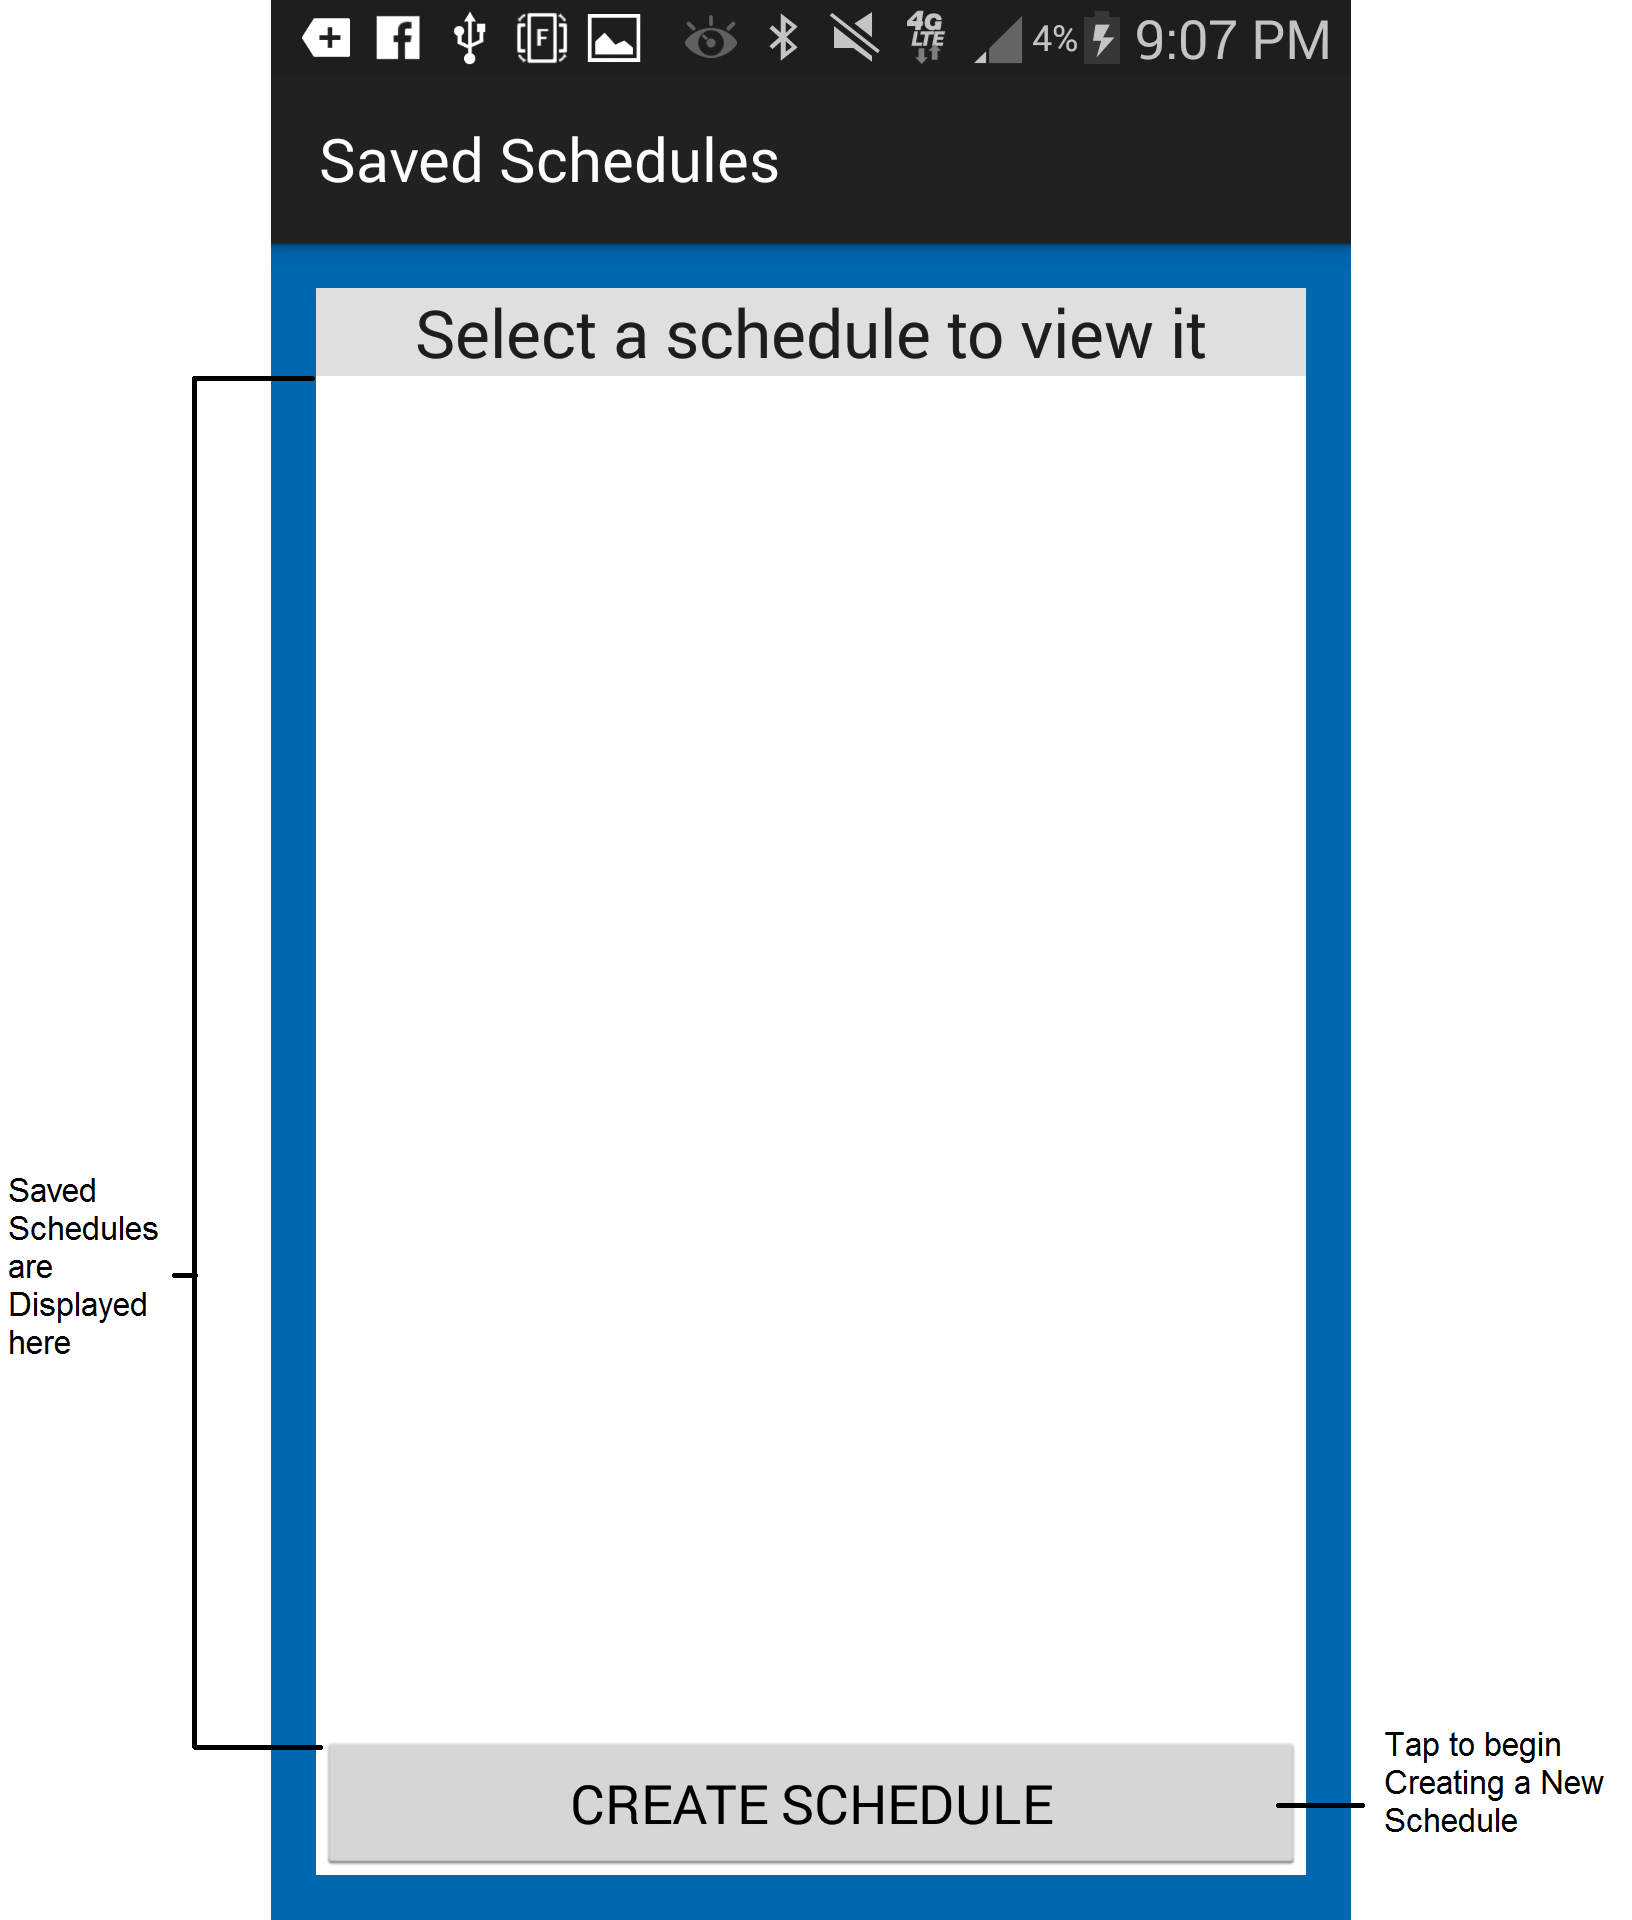 F 4G LTE 4% 9:07 PM
Saved Schedules
Select a schedule to view it
Saved
Schedules
are
Displayed
here
CREATE SCHEDULE
Tap to begin
Creating a New
Schedule